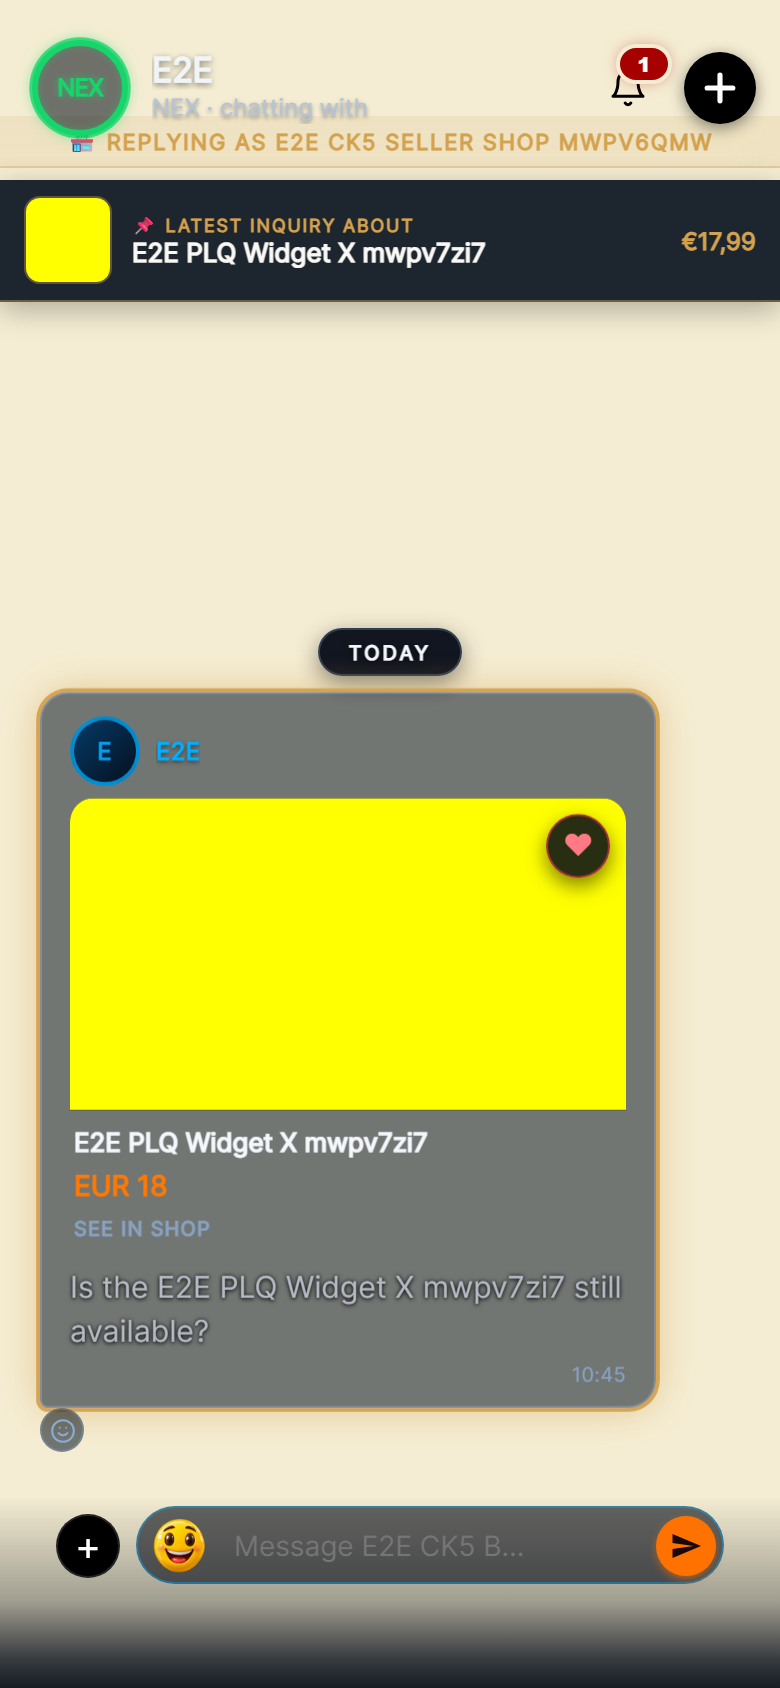 NEX
E2E
NEX · chatting with
1
REPLYING AS E2E CK5 SELLER SHOP MWPV6QMW
LATEST INQUIRY ABOUT
E2E PLQ Widget X mwpv7zi7
€17,99
TODAY
E
E2E
E2E PLQ Widget X mwpv7zi7
EUR 18
SEE IN SHOP
Is the E2E PLQ Widget X mwpv7zi7 still
available?
10:45
Message E2E CK5 B...